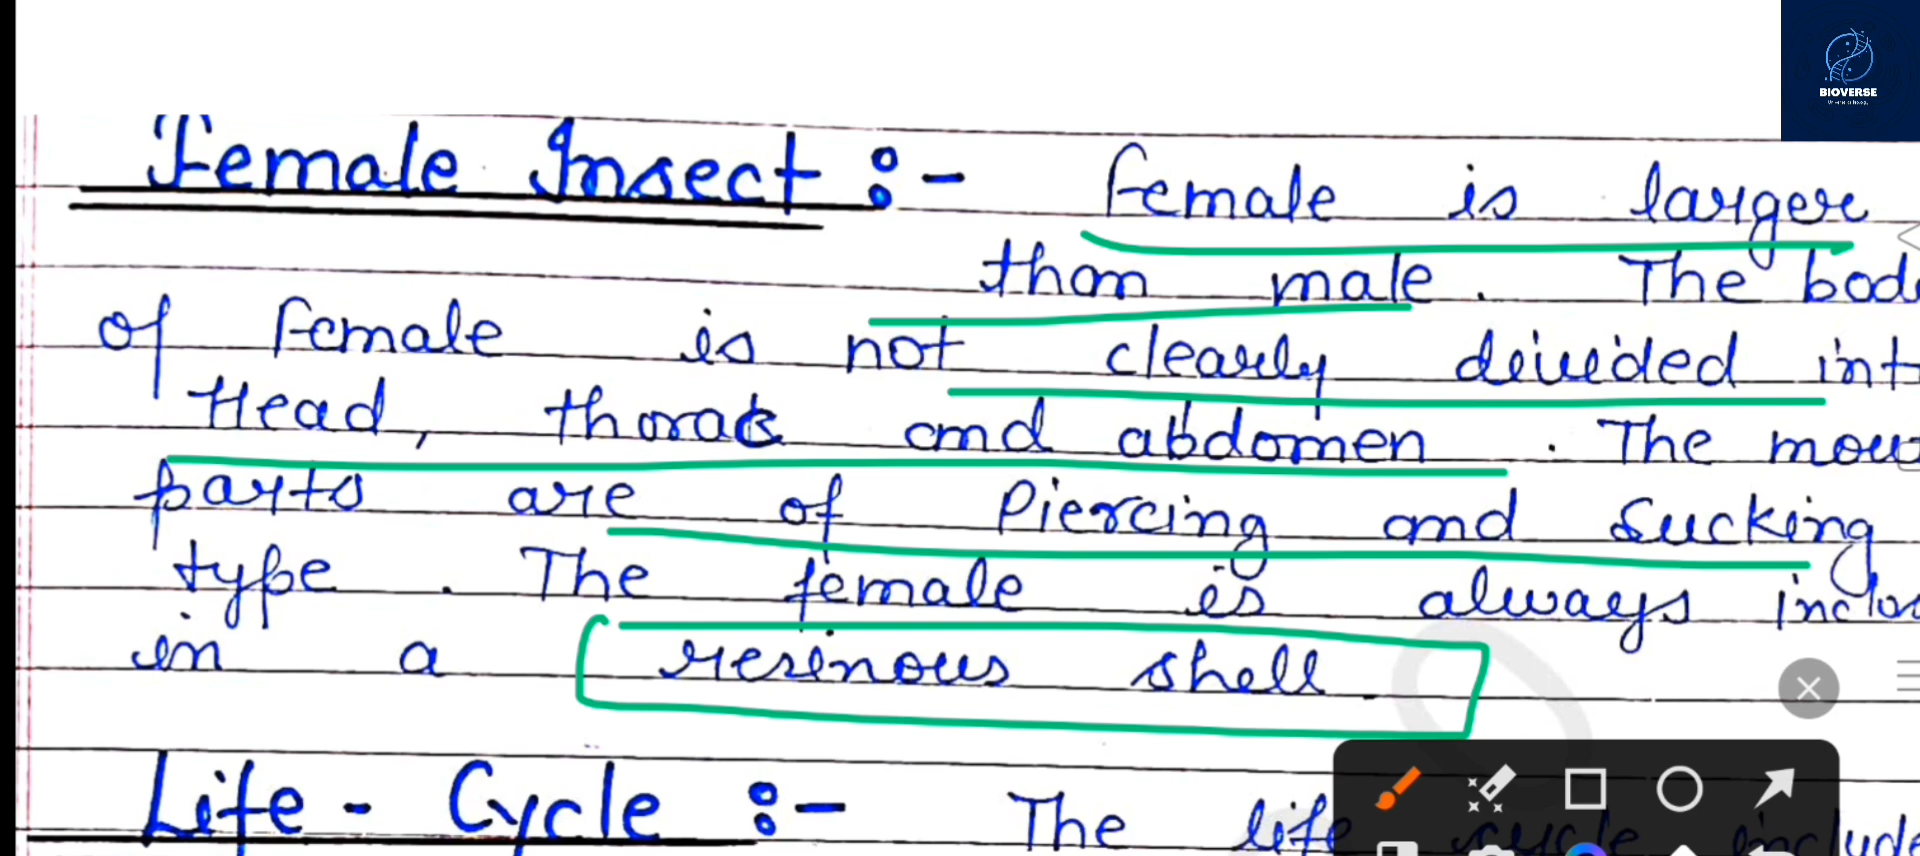 BIOVERSE
Female Insect :- female is larger
than male. The bod
of female is not clearly divided int
Head, thorax and abdomen. The mou
parts are of Piercing and Sucking
type. The female is always inclos
in a resinous shell.
Life - Cycle :- The life cycle include